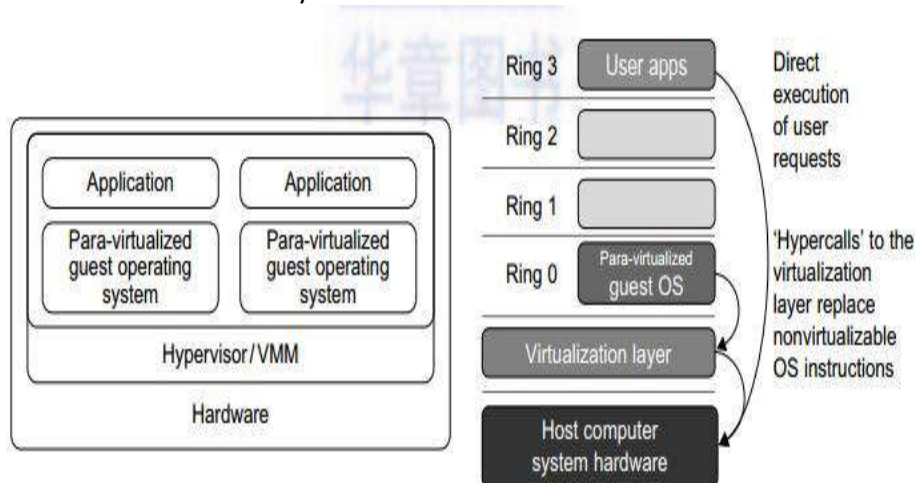 华章图书
Application
Application
Para-virtualized
guest operating
system
Para-virtualized
guest operating
system
Hypervisor/VMM
Hardware
Ring 3
User apps
Ring 2
Ring 1
Ring 0
Para-virtualized
guest OS
Virtualization layer
Host computer
system hardware
Direct
execution
of user
requests
‘Hypercalls’ to the
virtualization
layer replace
nonvirtualizable
OS instructions